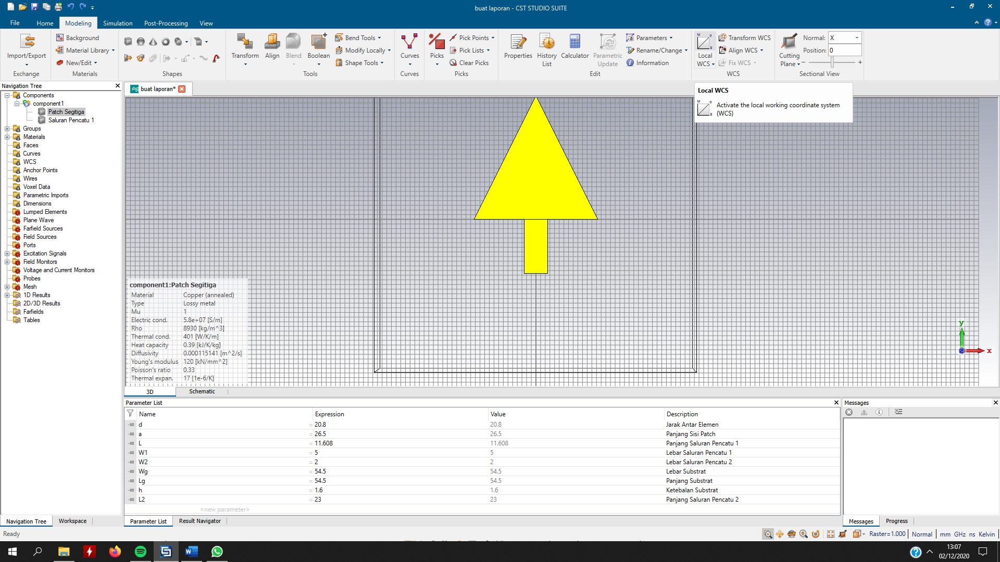 buat laporan - CST STUDIO SUITE
File Home Modeling Simulation Post-Processing View
Import/Export
Exchange
Background
Material Library
New/Edit
Materials
Shapes
Transform Align Blend Boolean
Bend Tools
Modify Locally
Shape Tools
Tools
Curves
Curves
Picks
Pick Points
Pick Lists
Clear Picks
Picks
Properties
History List
Calculator
Parametric Update
Parameters
Rename/Change
Information
Edit
Local WCS
Transform WCS
Align WCS
Fix WCS
WCS
Cutting Plane
Normal: X
Position: 0
Sectional View
Navigation Tree
Components
component1
Patch Segitiga
Saluran Pencatu 1
Groups
Materials
Faces
Curves
WCS
Anchor Points
Wires
Voxel Data
Parametric Imports
Dimensions
Lumped Elements
Plane Wave
Farfield Sources
Field Sources
Ports
Excitation Signals
Field Monitors
Voltage and Current Monitors
Probes
Mesh
1D Results
2D/3D Results
Farfields
Tables
Navigation Tree Workspace
buat laporan*
Local WCS
Activate the local working coordinate system
(WCS)
y
x
component1:Patch Segitiga
Material Copper (annealed)
Type Lossy metal
Mu 1
Electric cond. 5.8e+07 [S/m]
Rho 8930 [kg/m^3]
Thermal cond. 401 [W/K/m]
Heat capacity 0.39 [kJ/K/kg]
Diffusivity 0.000115141 [m^2/s]
Young's modulus 120 [kN/mm^2]
Poisson's ratio 0.33
Thermal expan. 17 [1e-6/K]
3D Schematic
Parameter List
Name Expression Value Description
d = 20.8 20.8 Jarak Antar Elemen
a = 26.5 26.5 Panjang Sisi Patch
L = 11.608 11.608 Panjang Saluran Pencatu 1
W1 = 5 5 Lebar Saluran Pencatu 1
W2 = 2 2 Lebar Saluran Pencatu 2
Wg = 54.5 54.5 Lebar Substrat
Lg = 54.5 54.5 Panjang Substrat
h = 1.6 1.6 Ketebalan Substrat
L2 = 23 23 Panjang Saluran Pencatu 2
<new parameter>
Parameter List Result Navigator
Messages
Messages Progress
Ready
Raster=1.000 Normal mm GHz ns Kelvin
13:07
02/12/2020